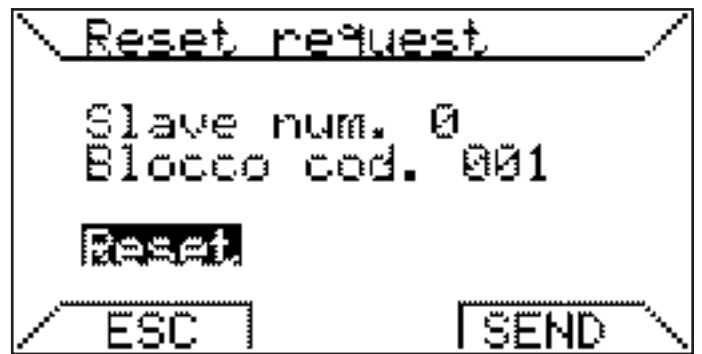 Reset request
Slave num. 0
Blocco cod. 001
Reset
ESC SEND